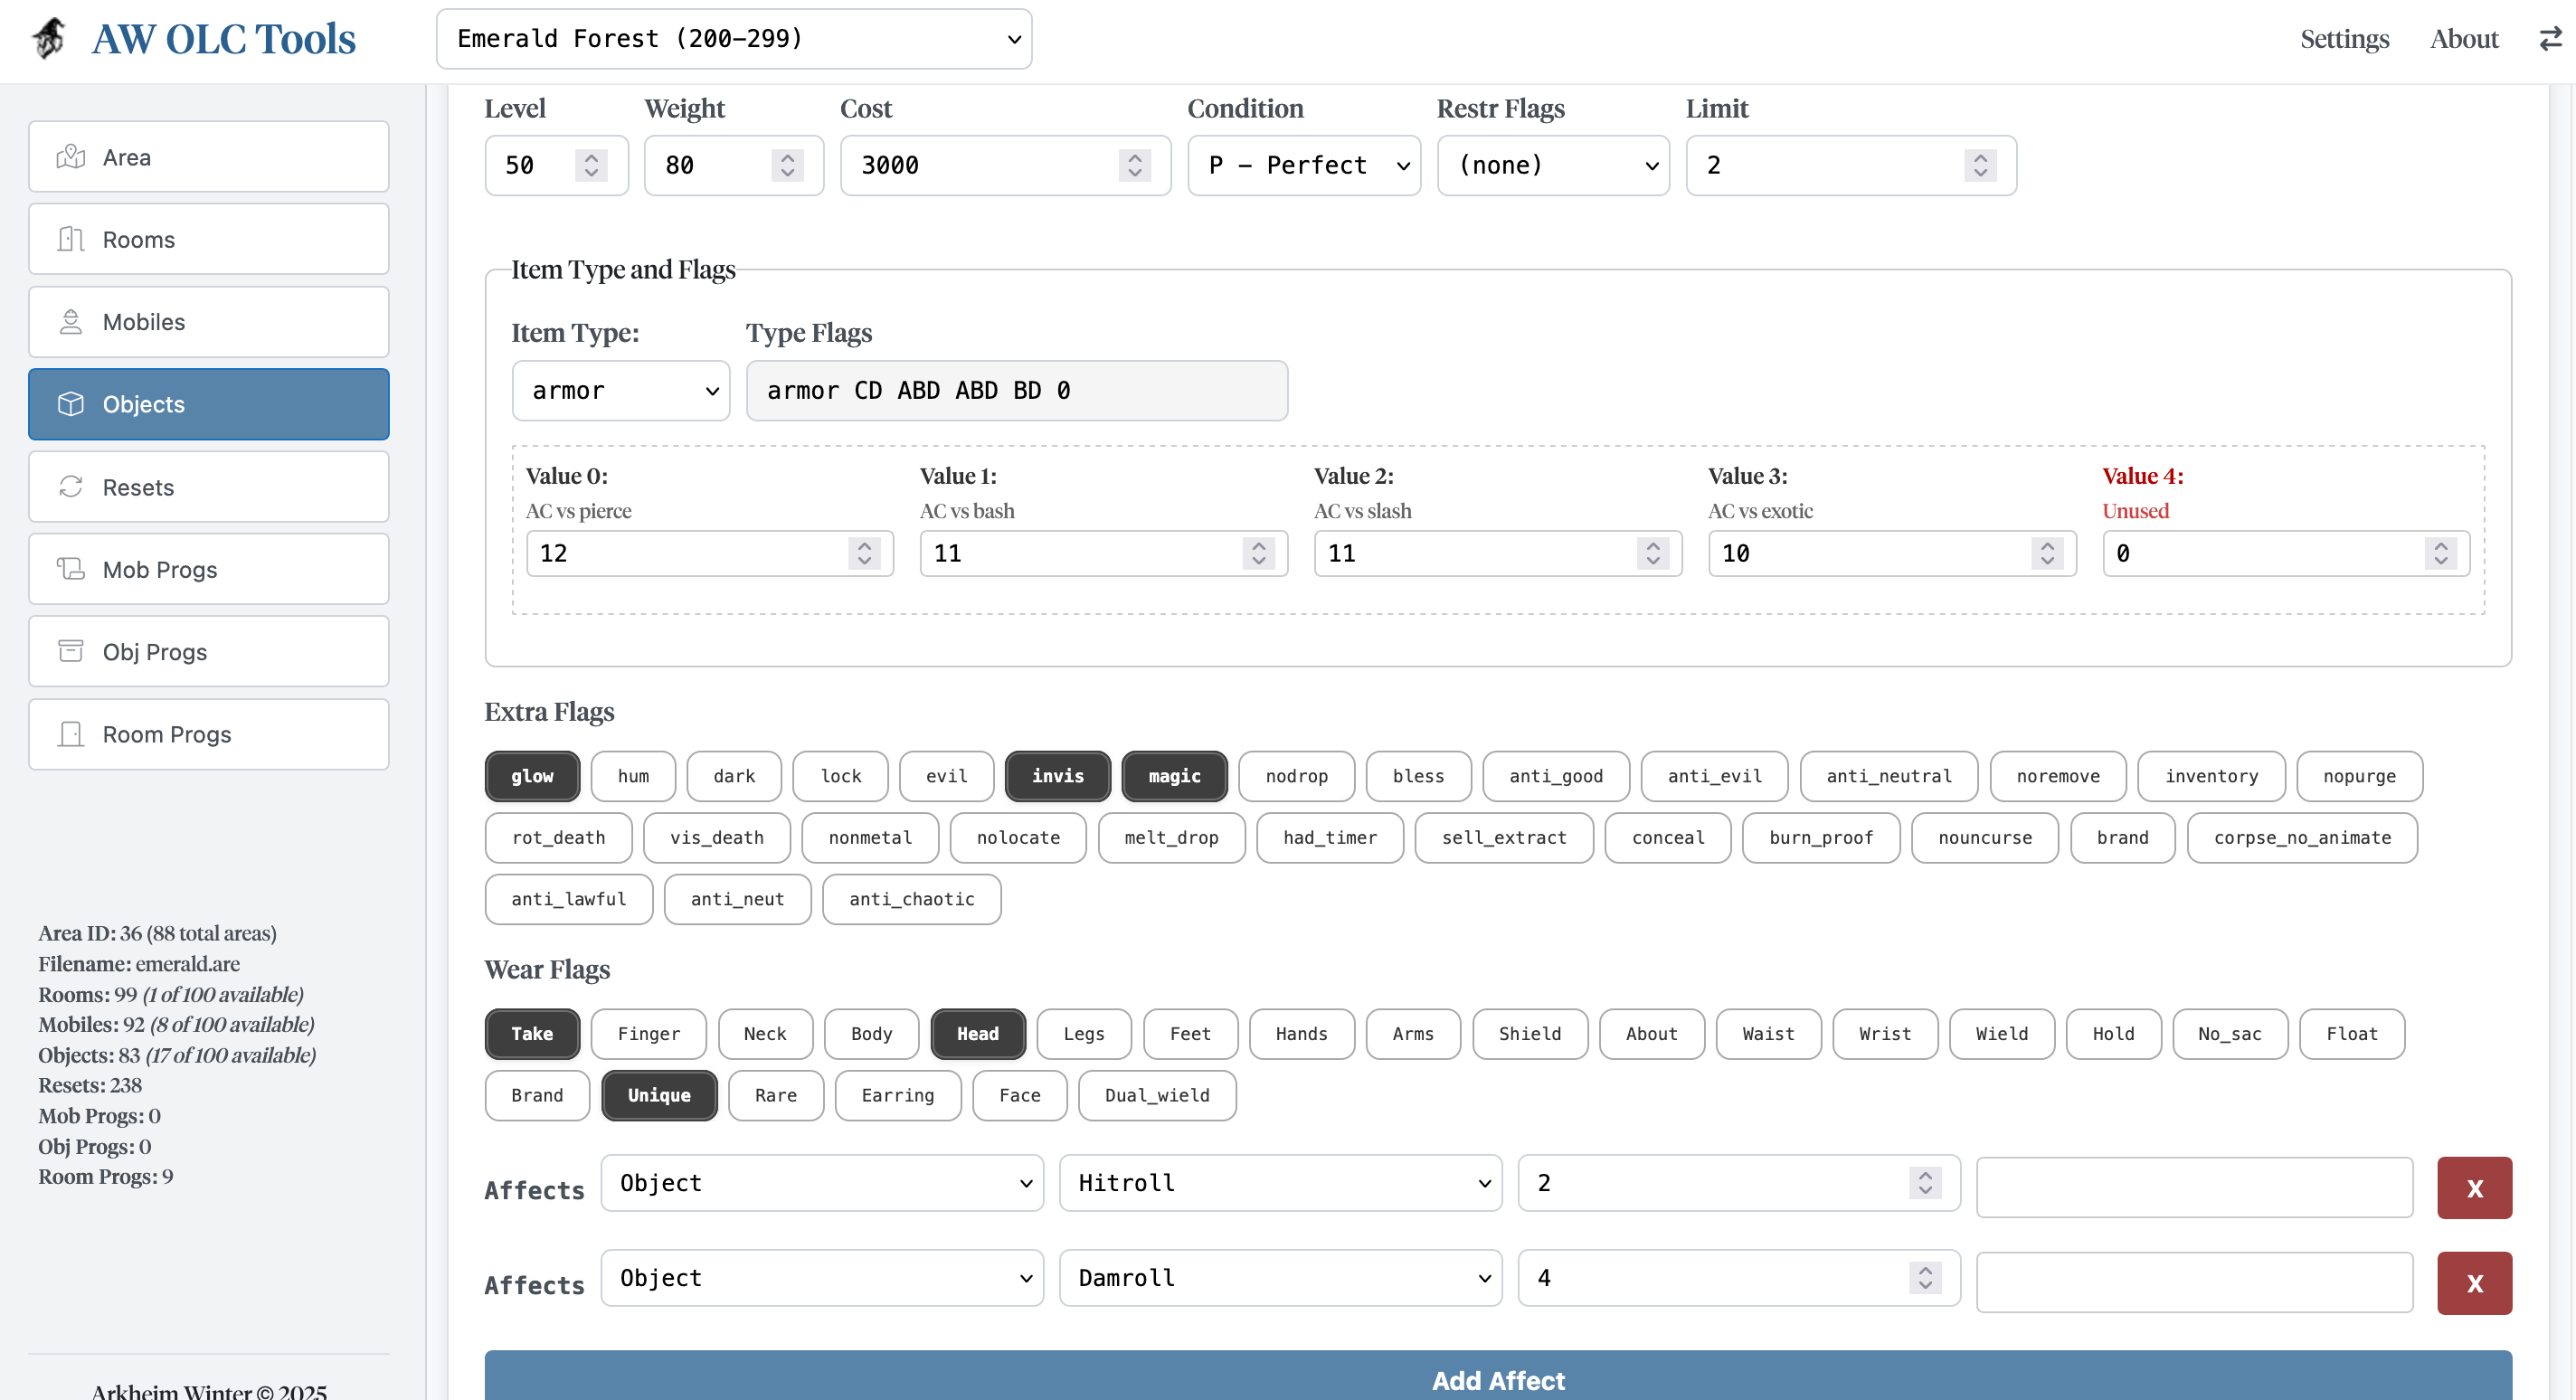 AW OLC Tools
Emerald Forest (200-299)
Settings
About
Area
Rooms
Mobiles
Objects
Resets
Mob Progs
Obj Progs
Room Progs
Area ID: 36 (88 total areas)
Filename: emerald.are
Rooms: 99 (1 of 100 available)
Mobiles: 92 (8 of 100 available)
Objects: 83 (17 of 100 available)
Resets: 238
Mob Progs: 0
Obj Progs: 0
Room Progs: 9
Arkheim Winter © 2025
Level Weight Cost Condition Restr Flags Limit
50 80 3000 P - Perfect (none) 2
Item Type and Flags
Item Type: Type Flags
armor armor CD ABD ABD BD 0
Value 0: Value 1: Value 2: Value 3: Value 4:
AC vs pierce AC vs bash AC vs slash AC vs exotic Unused
12 11 11 10 0
Extra Flags
glow hum dark lock evil invis magic nodrop bless anti_good anti_evil anti_neutral noremove inventory nopurge
rot_death vis_death nonmetal nolocate melt_drop had_timer sell_extract conceal burn_proof nouncurse brand corpse_no_animate
anti_lawful anti_neut anti_chaotic
Wear Flags
Take Finger Neck Body Head Legs Feet Hands Arms Shield About Waist Wrist Wield Hold No_sac Float
Brand Unique Rare Earring Face Dual_wield
Affects Object Hitroll 2 X
Affects Object Damroll 4 X
Add Affect